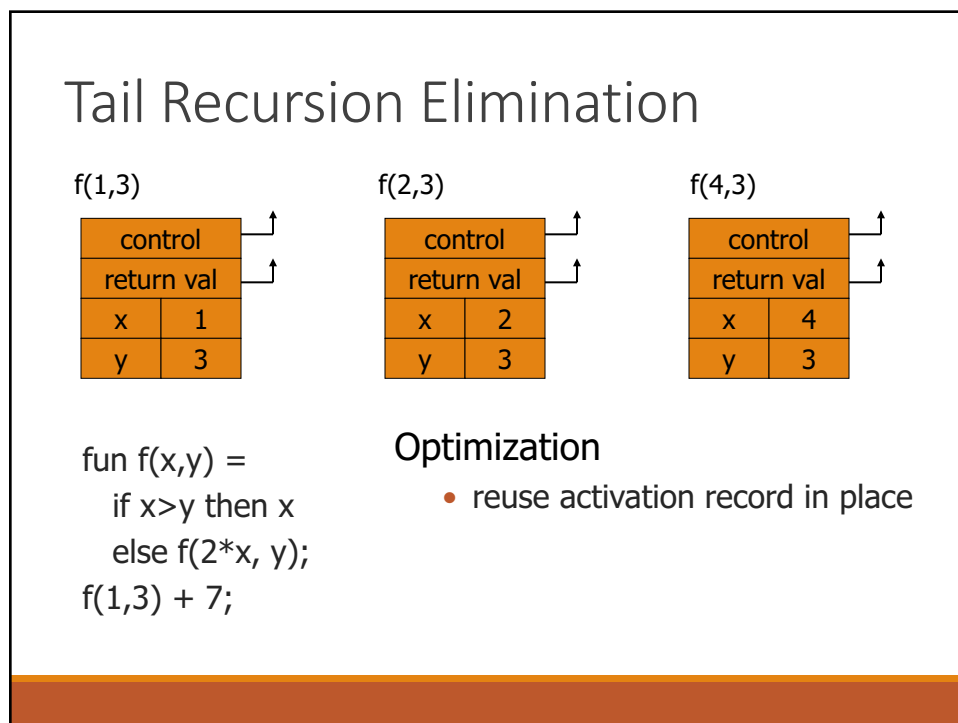 Tail Recursion Elimination
f(1,3) f(2,3) f(4,3)
control control control
return val return val return val
x 1 x 2 x 4
y 3 y 3 y 3
fun f(x,y) =
if x>y then x
else f(2*x, y);
f(1,3) + 7;
Optimization
• reuse activation record in place